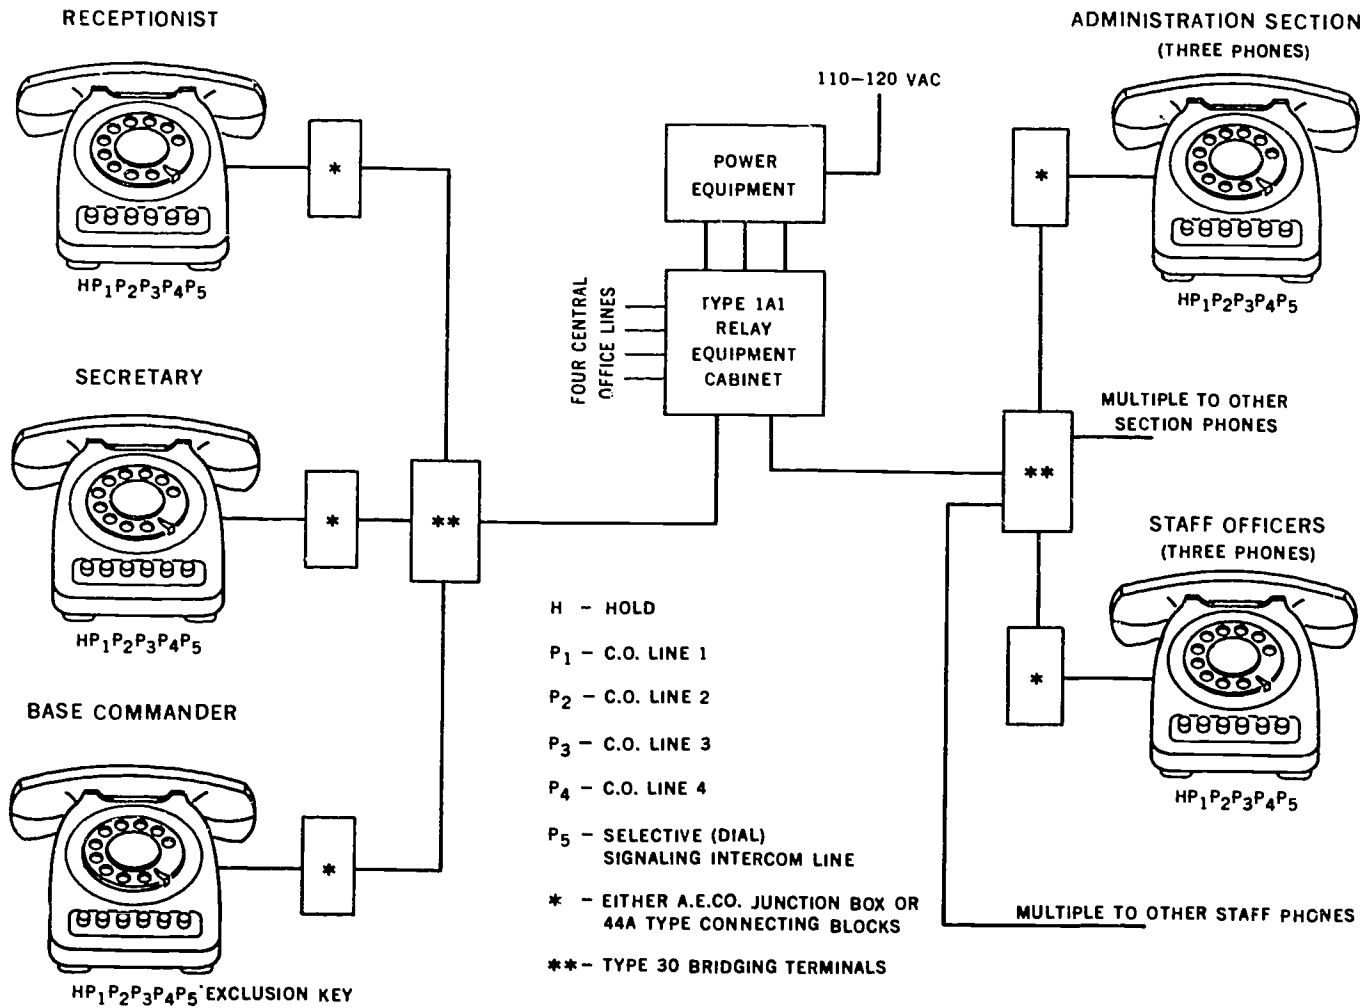 RECEPTIONIST
*
HP1P2P3P4P5
SECRETARY
*
**
HP1P2P3P4P5
BASE COMMANDER
*
HP1P2P3P4P5 EXCLUSION KEY
110–120 VAC
POWER
EQUIPMENT
FOUR CENTRAL
OFFICE LINES
TYPE 1A1
RELAY
EQUIPMENT
CABINET
H – HOLD
P1 – C.O. LINE 1
P2 – C.O. LINE 2
P3 – C.O. LINE 3
P4 – C.O. LINE 4
P5 – SELECTIVE (DIAL)
SIGNALING INTERCOM LINE
* – EITHER A.E.CO. JUNCTION BOX OR
44A TYPE CONNECTING BLOCKS
** – TYPE 30 BRIDGING TERMINALS
ADMINISTRATION SECTION
(THREE PHONES)
*
HP1P2P3P4P5
MULTIPLE TO OTHER
SECTION PHONES
**
STAFF OFFICERS
(THREE PHONES)
*
HP1P2P3P4P5
MULTIPLE TO OTHER STAFF PHONES